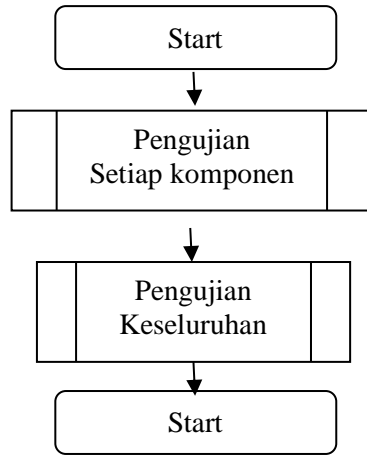 Start
Pengujian
Setiap komponen
Pengujian
Keseluruhan
Start